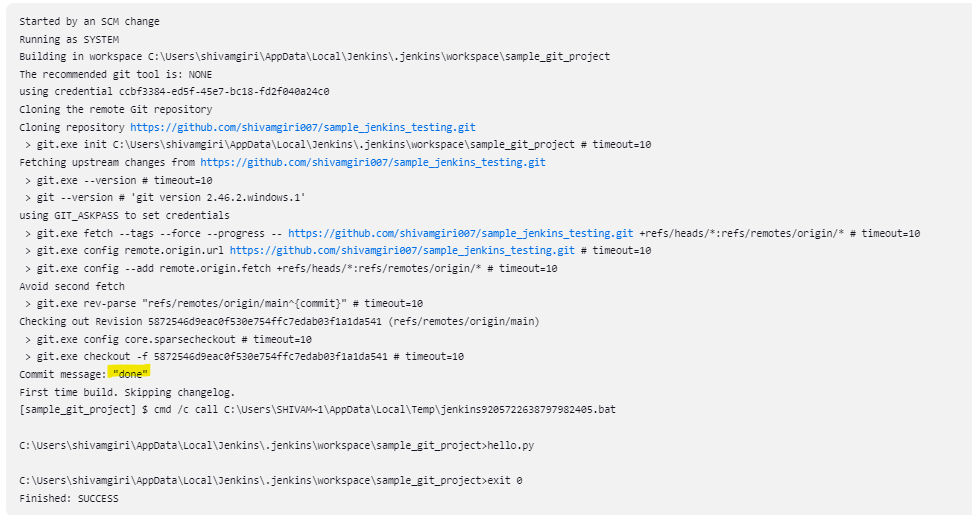 Started by an SCM change
Running as SYSTEM
Building in workspace C:\Users\shivamgiri\AppData\Local\Jenkins\.jenkins\workspace\sample_git_project
The recommended git tool is: NONE
using credential ccbf3384-ed5f-45e7-bc18-fd2f040a24c0
Cloning the remote Git repository
Cloning repository https://github.com/shivamgiri007/sample_jenkins_testing.git
> git.exe init C:\Users\shivamgiri\AppData\Local\Jenkins\.jenkins\workspace\sample_git_project # timeout=10
Fetching upstream changes from https://github.com/shivamgiri007/sample_jenkins_testing.git
> git.exe --version # timeout=10
> git --version # 'git version 2.46.2.windows.1'
using GIT_ASKPASS to set credentials
> git.exe fetch --tags --force --progress -- https://github.com/shivamgiri007/sample_jenkins_testing.git +refs/heads/*:refs/remotes/origin/* # timeout=10
> git.exe config remote.origin.url https://github.com/shivamgiri007/sample_jenkins_testing.git # timeout=10
> git.exe config --add remote.origin.fetch +refs/heads/*:refs/remotes/origin/* # timeout=10
Avoid second fetch
> git.exe rev-parse "refs/remotes/origin/main^{commit}" # timeout=10
Checking out Revision 5872546d9eac0f530e754ffc7edab03f1a1da541 (refs/remotes/origin/main)
> git.exe config core.sparsecheckout # timeout=10
> git.exe checkout -f 5872546d9eac0f530e754ffc7edab03f1a1da541 # timeout=10
Commit message: "done"
First time build. Skipping changelog.
[sample_git_project] $ cmd /c call C:\Users\SHIVAM~1\AppData\Local\Temp\jenkins9205722638797982405.bat
C:\Users\shivamgiri\AppData\Local\Jenkins\.jenkins\workspace\sample_git_project>hello.py
C:\Users\shivamgiri\AppData\Local\Jenkins\.jenkins\workspace\sample_git_project>exit 0
Finished: SUCCESS